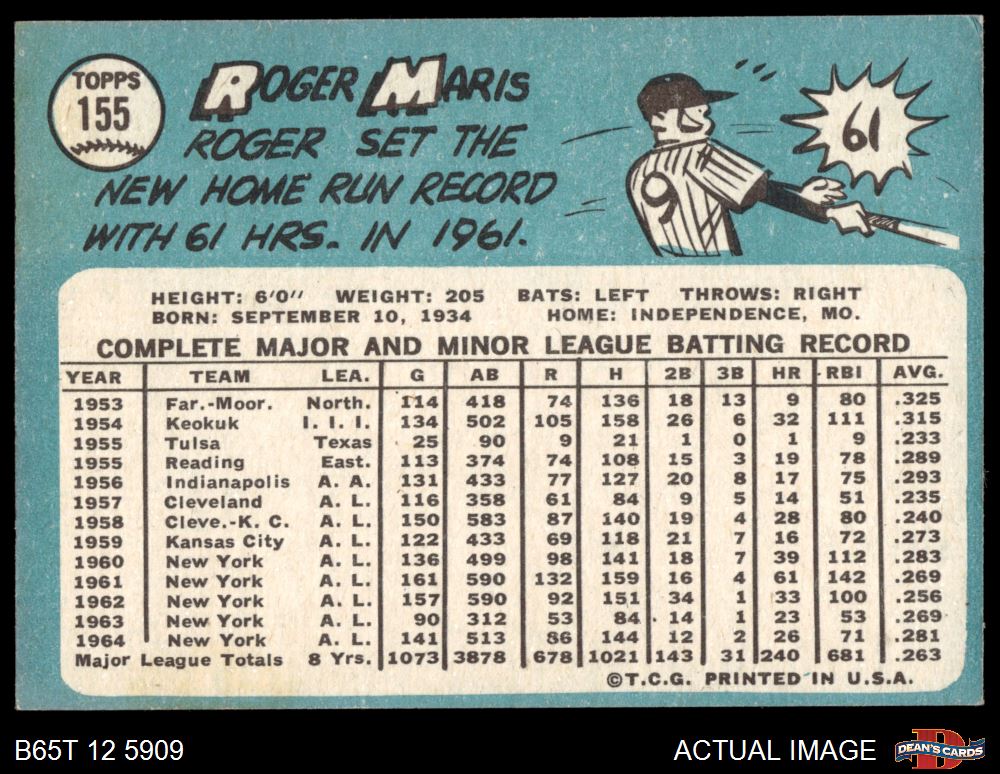 TOPPS
155
ROGER MARIS
ROGER SET THE
NEW HOME RUN RECORD
WITH 61 HRS. IN 1961.
9
61
HEIGHT: 6'0" WEIGHT: 205 BATS: LEFT THROWS: RIGHT
BORN: SEPTEMBER 10, 1934 HOME: INDEPENDENCE, MO.
COMPLETE MAJOR AND MINOR LEAGUE BATTING RECORD
YEAR TEAM LEA. G AB R H 2B 3B HR RBI AVG.
1953 Far.-Moor. North. 114 418 74 136 18 13 9 80 .325
1954 Keokuk I. I. I. 134 502 105 158 26 6 32 111 .315
1955 Tulsa Texas 25 90 9 21 1 0 1 9 .233
1955 Reading East. 113 374 74 108 15 3 19 78 .289
1956 Indianapolis A. A. 131 433 77 127 20 8 17 75 .293
1957 Cleveland A. L. 116 358 61 84 9 5 14 51 .235
1958 Cleve.-K. C. A. L. 150 583 87 140 19 4 28 80 .240
1959 Kansas City A. L. 122 433 69 118 21 7 16 72 .273
1960 New York A. L. 136 499 98 141 18 7 39 112 .283
1961 New York A. L. 161 590 132 159 16 4 61 142 .269
1962 New York A. L. 157 590 92 151 34 1 33 100 .256
1963 New York A. L. 90 312 53 84 14 1 23 53 .269
1964 New York A. L. 141 513 86 144 12 2 26 71 .281
Major League Totals 8 Yrs. 1073 3878 678 1021 143 31 240 681 .263
©T.C.G. PRINTED IN U.S.A.
B65T 12 5909 ACTUAL IMAGE DEAN'S CARDS